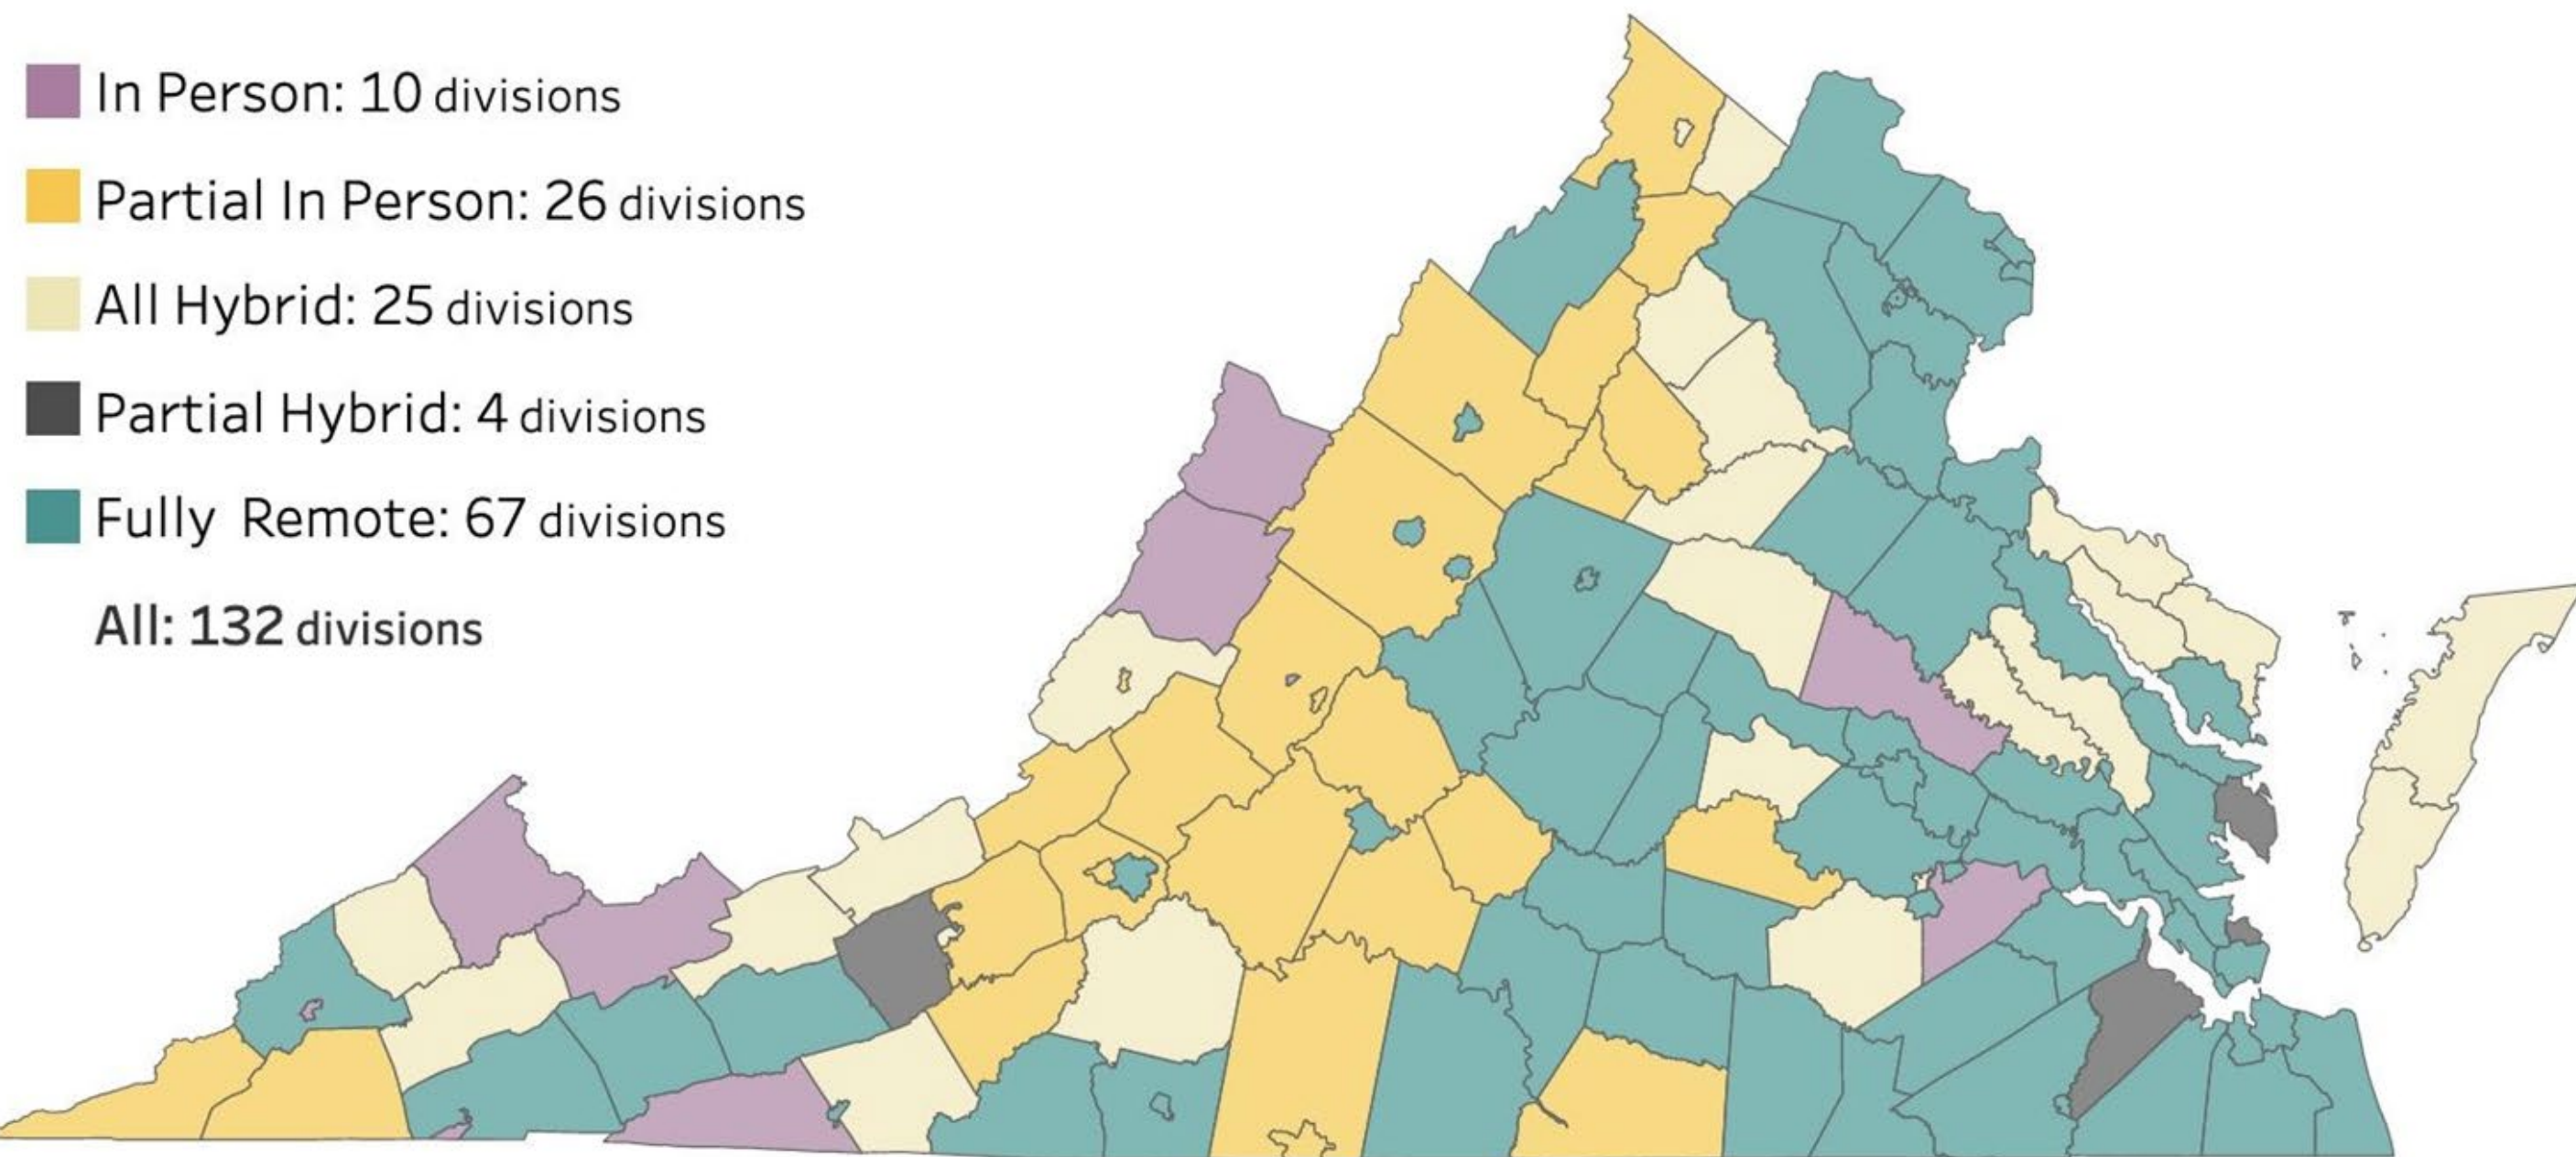 In Person: 10 divisions
Partial In Person: 26 divisions
All Hybrid: 25 divisions
Partial Hybrid: 4 divisions
Fully Remote: 67 divisions
All: 132 divisions